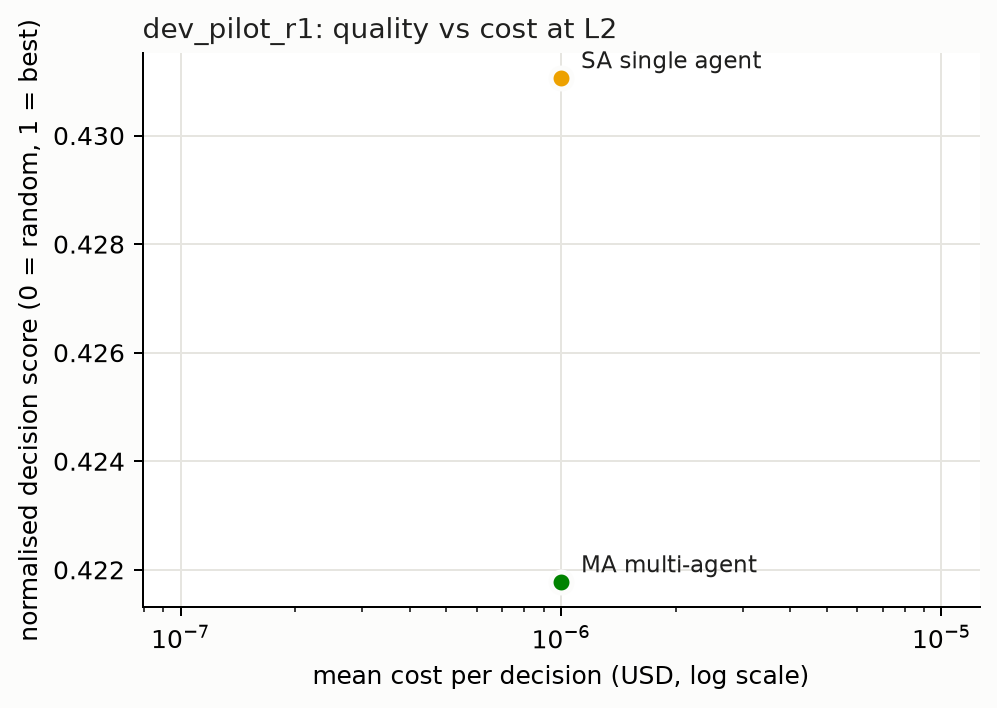 dev_pilot_r1: quality vs cost at L2
normalised decision score (0 = random, 1 = best)
0.430
0.428
0.426
0.424
0.422
SA single agent
MA multi-agent
10⁻⁷
10⁻⁶
10⁻⁵
mean cost per decision (USD, log scale)